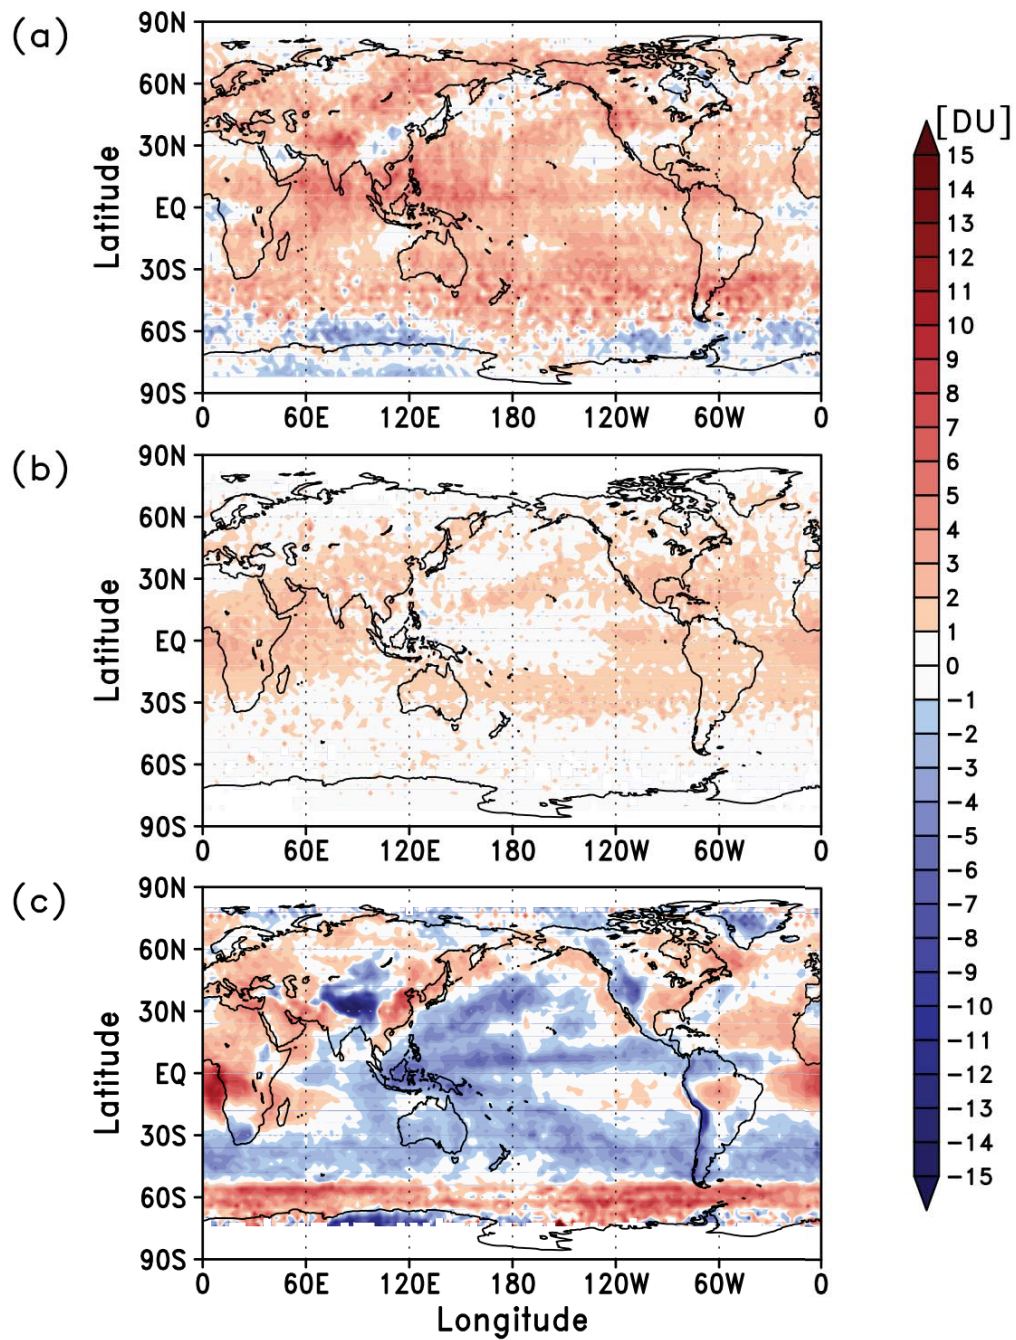 (a)
90N
60N
30N
EQ
30S
60S
90S
Latitude
0 60E 120E 180 120W 60W 0
(b)
90N
60N
30N
EQ
30S
60S
90S
Latitude
0 60E 120E 180 120W 60W 0
(c)
90N
60N
30N
EQ
30S
60S
90S
Latitude
0 60E 120E 180 120W 60W 0
Longitude
[DU]
15
14
13
12
11
10
9
8
7
6
5
4
3
2
1
0
-1
-2
-3
-4
-5
-6
-7
-8
-9
-10
-11
-12
-13
-14
-15